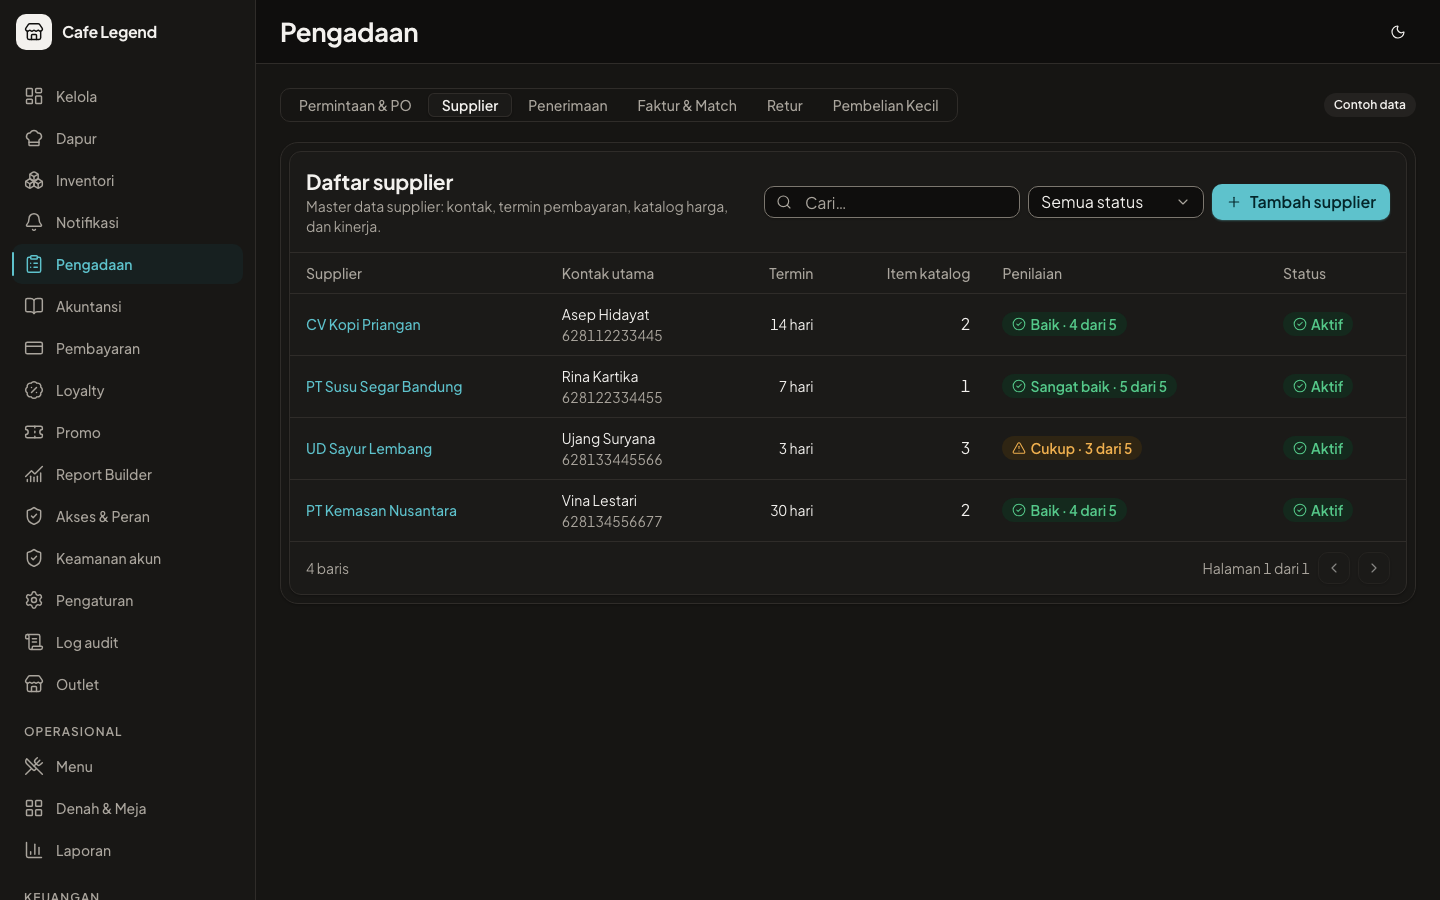 Cafe Legend
Kelola
Dapur
Inventori
Notifikasi
Pengadaan
Akuntansi
Pembayaran
Loyalty
Promo
Report Builder
Akses & Peran
Keamanan akun
Pengaturan
Log audit
Outlet
OPERASIONAL
Menu
Denah & Meja
Laporan
KEUANGAN
Pengadaan
Permintaan & PO
Supplier
Penerimaan
Faktur & Match
Retur
Pembelian Kecil
Contoh data
Daftar supplier
Master data supplier: kontak, termin pembayaran, katalog harga,
dan kinerja.
Cari...
Semua status
Tambah supplier
Supplier Kontak utama Termin Item katalog Penilaian Status
CV Kopi Priangan
Asep Hidayat
628112233445
14 hari
2
Baik · 4 dari 5
Aktif
PT Susu Segar Bandung
Rina Kartika
628122334455
7 hari
1
Sangat baik · 5 dari 5
Aktif
UD Sayur Lembang
Ujang Suryana
628133445566
3 hari
3
Cukup · 3 dari 5
Aktif
PT Kemasan Nusantara
Vina Lestari
628134556677
30 hari
2
Baik · 4 dari 5
Aktif
4 baris
Halaman 1 dari 1